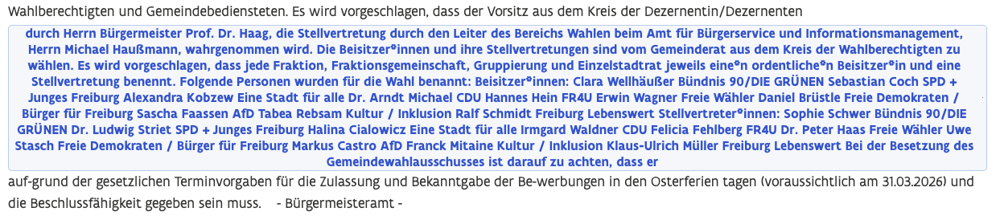 Wahlberechtigten und Gemeindebediensteten. Es wird vorgeschlagen, dass der Vorsitz aus dem Kreis der Dezernentin/Dezernenten
durch Herrn Bürgermeister Prof. Dr. Haag, die Stellvertretung durch den Leiter des Bereichs Wahlen beim Amt für Bürgerservice und Informationsmanagement,
Herrn Michael Haußmann, wahrgenommen wird. Die Beisitzer*innen und ihre Stellvertretungen sind vom Gemeinderat aus dem Kreis der Wahlberechtigten zu
wählen. Es wird vorgeschlagen, dass jede Fraktion, Fraktionsgemeinschaft, Gruppierung und Einzelstadtrat jeweils eine*n ordentliche*n Beisitzer*in und eine
Stellvertretung benennt. Folgende Personen wurden für die Wahl benannt: Beisitzer*innen: Clara Wellhäußer Bündnis 90/DIE GRÜNEN Sebastian Coch SPD +
Junges Freiburg Alexandra Kobzew Eine Stadt für alle Dr. Arndt Michael CDU Hannes Hein FR4U Erwin Wagner Freie Wähler Daniel Brüstle Freie Demokraten /
Bürger für Freiburg Sascha Faassen AfD Tabea Rebsam Kultur / Inklusion Ralf Schmidt Freiburg Lebenswert Stellvertreter*innen: Sophie Schwer Bündnis 90/DIE
GRÜNEN Dr. Ludwig Striet SPD + Junges Freiburg Halina Cialowicz Eine Stadt für alle Irmgard Waldner CDU Felicia Fehlberg FR4U Dr. Peter Haas Freie Wähler Uwe
Stasch Freie Demokraten / Bürger für Freiburg Markus Castro AfD Franck Mitaine Kultur / Inklusion Klaus-Ulrich Müller Freiburg Lebenswert Bei der Besetzung des
Gemeindewahlausschusses ist darauf zu achten, dass er
auf-grund der gesetzlichen Terminvorgaben für die Zulassung und Bekanntgabe der Be-werbungen in den Osterferien tagen (voraussichtlich am 31.03.2026) und
die Beschlussfähigkeit gegeben sein muss. - Bürgermeisteramt -